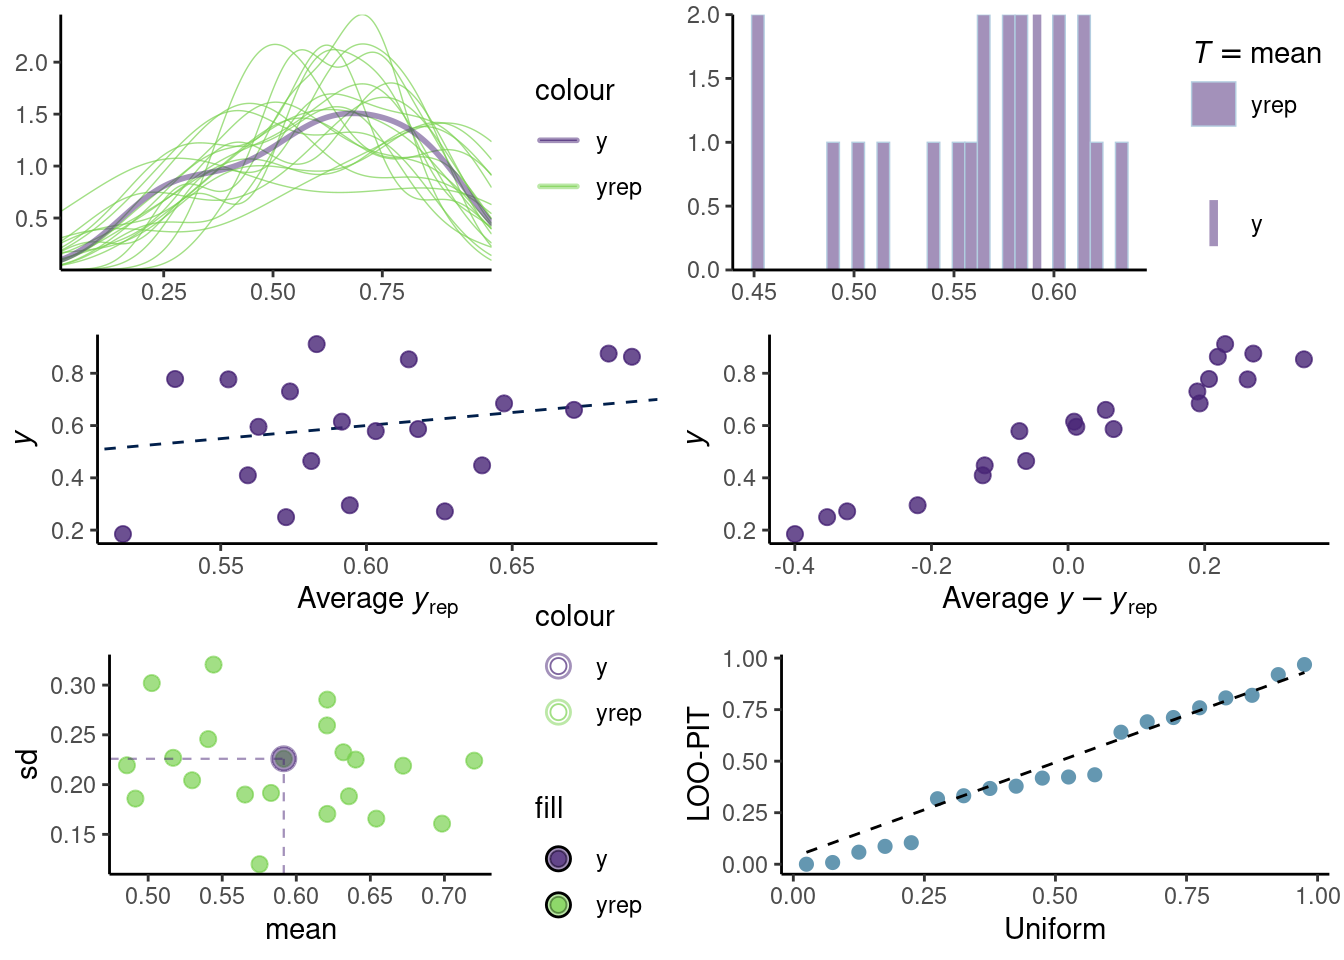 2.0
1.5
1.0
0.5
0.25 0.50 0.75
colour
y
yrep
2.0
1.5
1.0
0.5
0.0
0.45 0.50 0.55 0.60
T = mean
yrep
y
y
0.8
0.6
0.4
0.2
0.55 0.60 0.65
Average y rep
y
0.8
0.6
0.4
0.2
-0.4 -0.2 0.0 0.2
Average y − y rep
sd
0.30
0.25
0.20
0.15
0.50 0.55 0.60 0.65 0.70
mean
colour
y
yrep
fill
y
yrep
LOO-PIT
1.00
0.75
0.50
0.25
0.00
0.00 0.25 0.50 0.75 1.00
Uniform